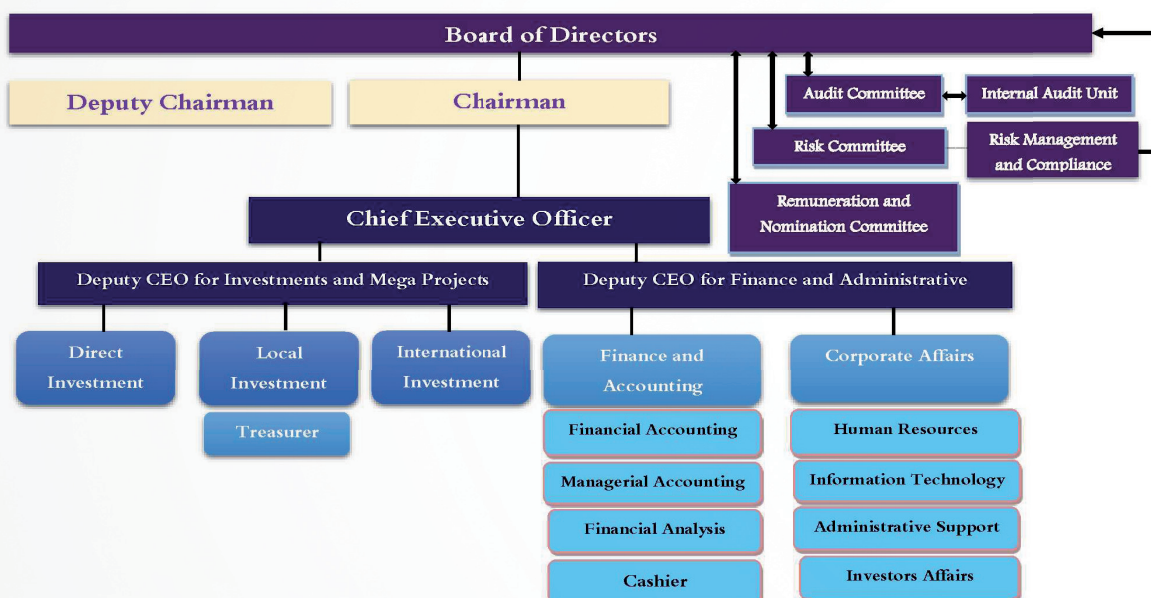 Board of Directors
Deputy Chairman
Chairman
Audit Committee
Internal Audit Unit
Risk Committee
Risk Management
and Compliance
Remuneration and
Nomination Committee
Chief Executive Officer
Deputy CEO for Investments and Mega Projects
Deputy CEO for Finance and Administrative
Direct
Investment
Local
Investment
International
Investment
Finance and
Accounting
Corporate Affairs
Treasurer
Financial Accounting
Human Resources
Managerial Accounting
Information Technology
Financial Analysis
Administrative Support
Cashier
Investors Affairs